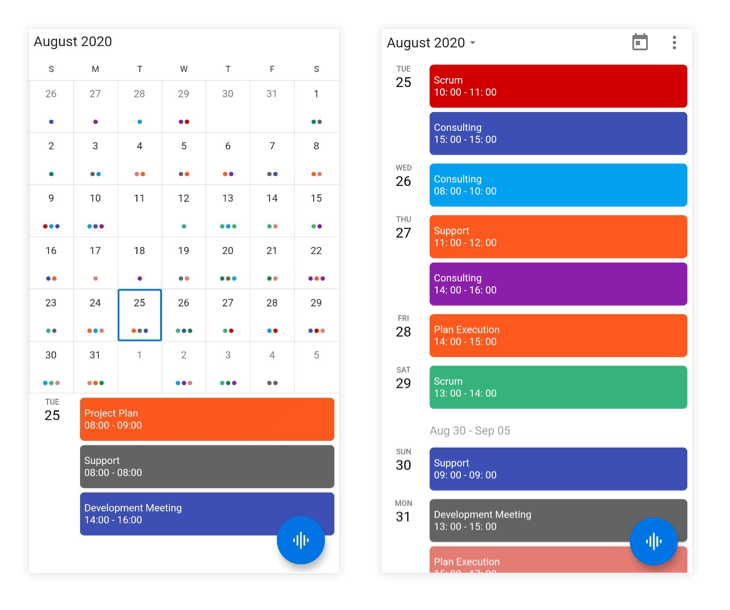 August 2020
S M T W T F S
26 27 28 29 30 31 1
2 3 4 5 6 7 8
9 10 11 12 13 14 15
16 17 18 19 20 21 22
23 24 25 26 27 28 29
30 31 1 2 3 4 5
TUE
25
Project Plan
08:00 - 09:00
Support
08:00 - 08:00
Development Meeting
14:00 - 16:00
August 2020
TUE
25
Scrum
10: 00 - 11: 00
Consulting
15: 00 - 15: 00
WED
26
Consulting
08: 00 - 10: 00
THU
27
Support
11: 00 - 12: 00
Consulting
14: 00 - 16: 00
FRI
28
Plan Execution
14: 00 - 15: 00
SAT
29
Scrum
13: 00 - 14: 00
Aug 30 - Sep 05
SUN
30
Support
09: 00 - 09: 00
MON
31
Development Meeting
13: 00 - 15: 00
Plan Execution